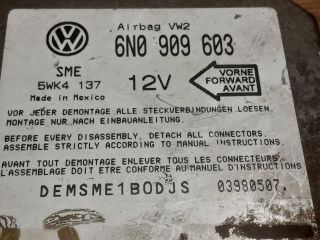 Airbag VW2
6N0 909 603
SME
5WK4 137
Made in Mexico
12V
VORNE
FORWARD
AVANT
VOR JEDER DEMONTAGE ALLE STECKVERBINDUNGEN LOESEN
MONTAGE NUR NACH EINBAUANLEITUNG.
BEFORE EVERY DISASSEMBLY, DETACH ALL CONNECTORS.
ASSEMBLE STRICTLY ACCORDING TO MANUAL INSTRUCTIONS.
AVANT TOUT DEMONTAGE ENLEVER TOUS LES CONNECTEURS.
L'ASSEMBLAGE DOIT ETRE CONFORME AU MANUEL D'INSTRUCTIONS
DEMSME1BODJS 03980507.